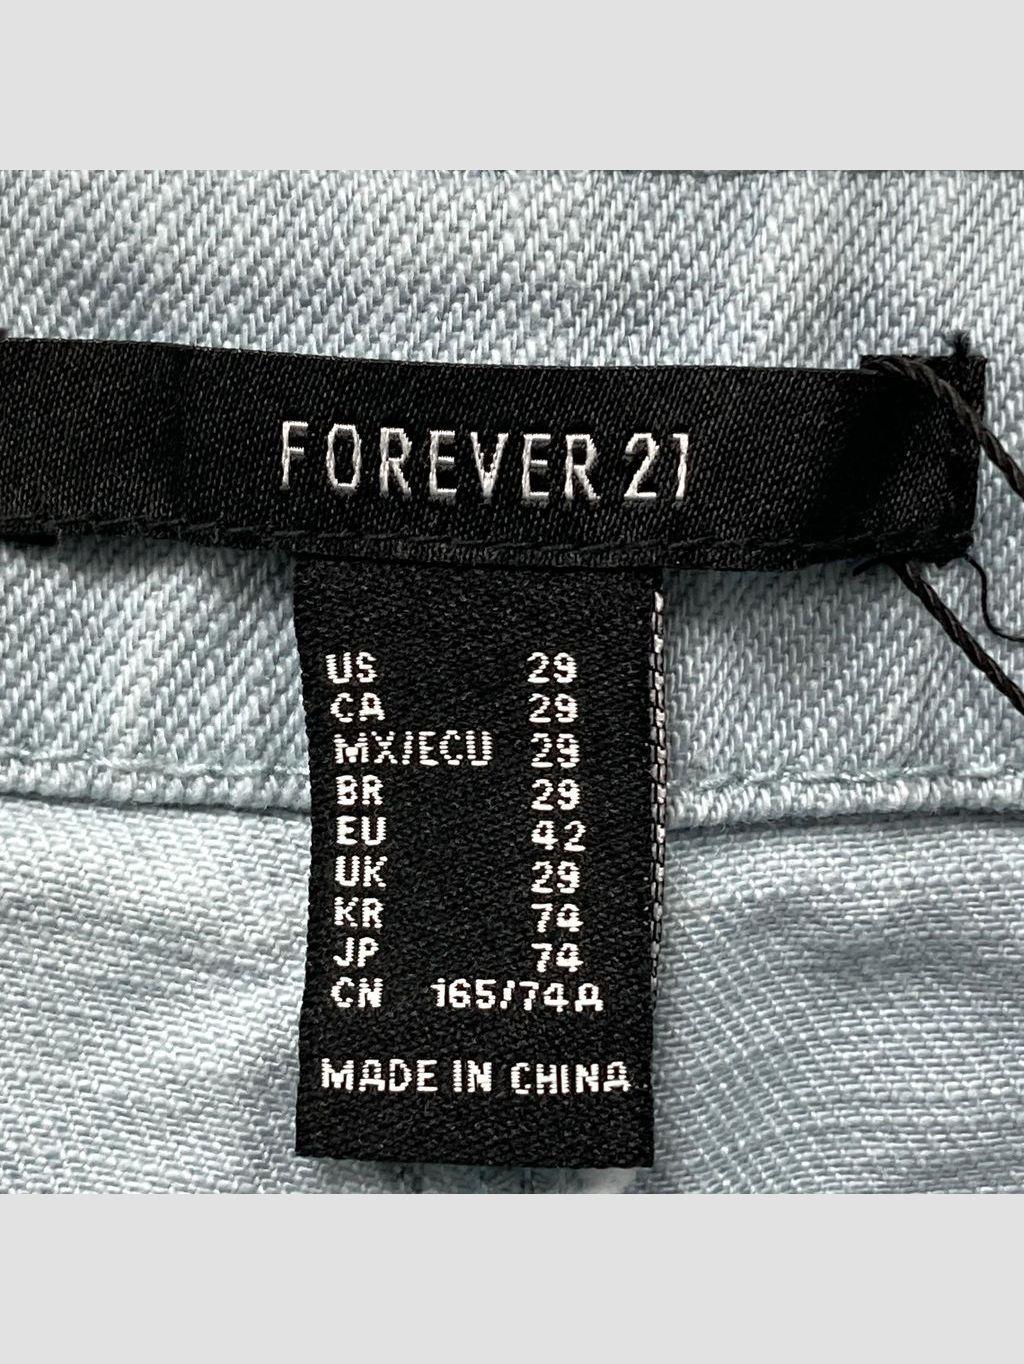 FOREVER 21
US 29
CA 29
MX/ECU 29
BR 29
EU 42
UK 29
KR 74
JP 74
CN 165/74A
MADE IN CHINA